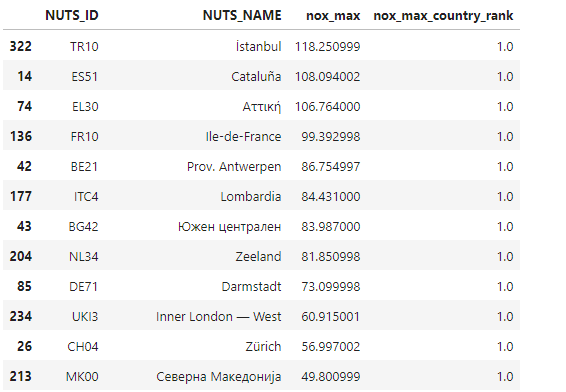 NUTS_ID NUTS_NAME nox_max nox_max_country_rank
322 TR10 İstanbul 118.250999 1.0
14 ES51 Cataluña 108.094002 1.0
74 EL30 Aττική 106.764000 1.0
136 FR10 Ile-de-France 99.392998 1.0
42 BE21 Prov. Antwerpen 86.754997 1.0
177 ITC4 Lombardia 84.431000 1.0
43 BG42 Южен централен 83.987000 1.0
204 NL34 Zeeland 81.850998 1.0
85 DE71 Darmstadt 73.099998 1.0
234 UKI3 Inner London — West 60.915001 1.0
26 CH04 Zürich 56.997002 1.0
213 MK00 Северна Македонија 49.800999 1.0